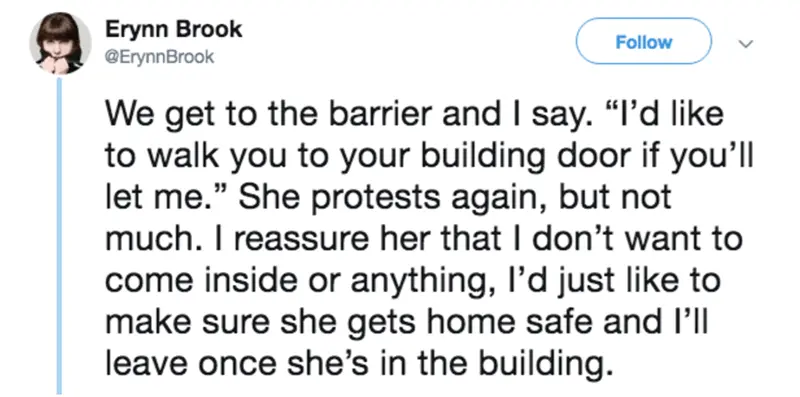 Erynn Brook
@ErynnBrook
Follow
We get to the barrier and I say. “I’d like
to walk you to your building door if you’ll
let me.” She protests again, but not
much. I reassure her that I don’t want to
come inside or anything, I’d just like to
make sure she gets home safe and I’ll
leave once she’s in the building.